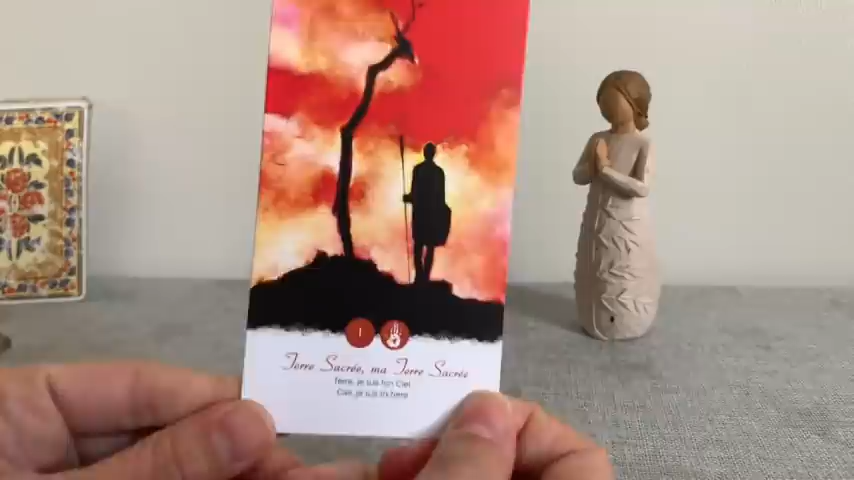 I
Terre Sacrée, ma Terre Sacrée
Terre, je suis ton Ciel
Ciel, je suis ta Terre